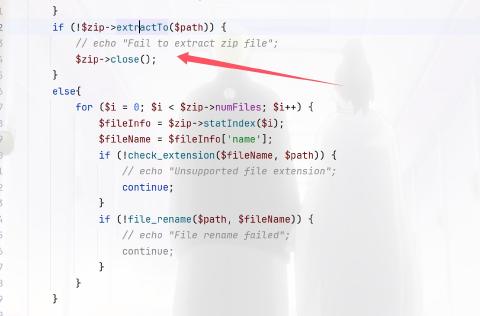 }
if (!$zip->extractTo($path)) {
// echo "Fail to extract zip file";
$zip->close();
}
else{
for ($i = 0; $i < $zip->numFiles; $i++) {
$fileInfo = $zip->statIndex($i);
$fileName = $fileInfo['name'];
if (!check_extension($fileName, $path)) {
// echo "Unsupported file extension";
continue;
}
if (!file_rename($path, $fileName)) {
// echo "File rename failed";
continue;
}
}
}